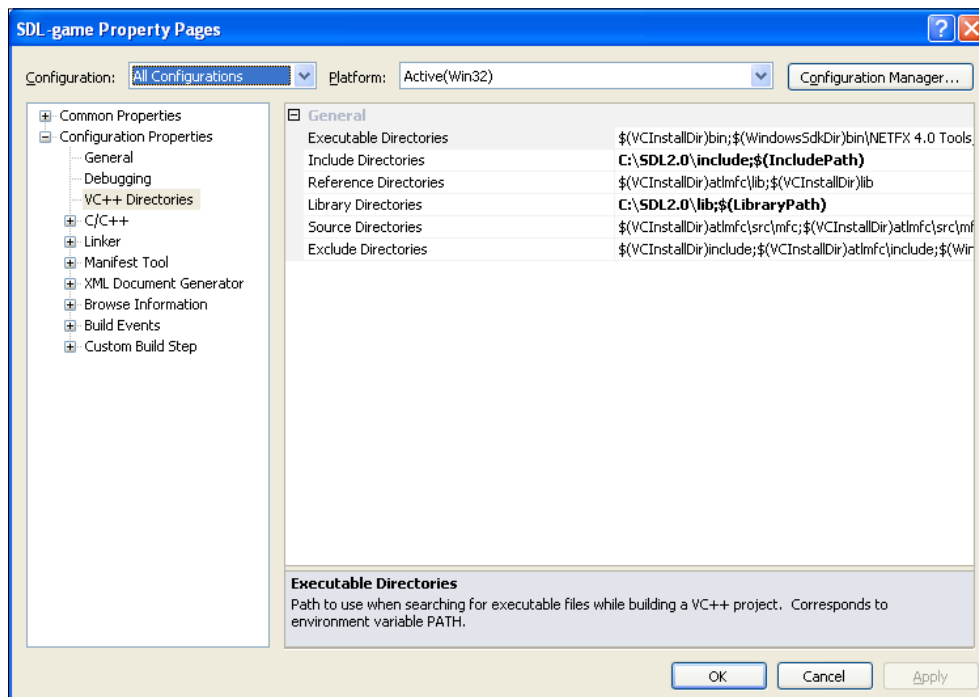 SDL-game Property Pages
Configuration: All Configurations Platform: Active(Win32) Configuration Manager...
Common Properties
Configuration Properties
General
Debugging
VC++ Directories
C/C++
Linker
Manifest Tool
XML Document Generator
Browse Information
Build Events
Custom Build Step
General
Executable Directories $(VCInstallDir)bin;$(WindowsSdkDir)bin\NETFX 4.0 Tools
Include Directories C:\SDL2.0\include;$(IncludePath)
Reference Directories $(VCInstallDir)atlmfc\lib;$(VCInstallDir)lib
Library Directories C:\SDL2.0\lib;$(LibraryPath)
Source Directories $(VCInstallDir)atlmfc\src\mfc;$(VCInstallDir)atlmfc\src\mf
Exclude Directories $(VCInstallDir)include;$(VCInstallDir)atlmfc\include;$(Win
Executable Directories
Path to use when searching for executable files while building a VC++ project. Corresponds to
environment variable PATH.
OK Cancel Apply